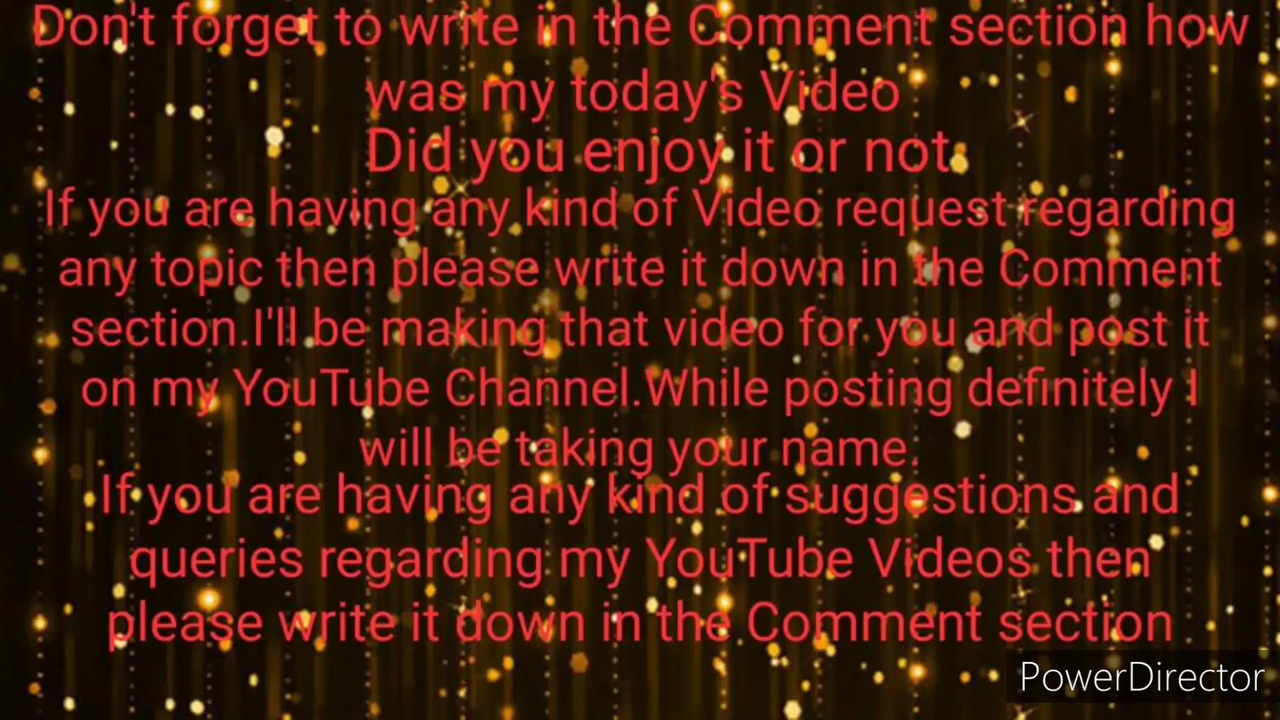 Don't forget to write in the Comment section how
was my today's Video
Did you enjoy it or not
If you are having any kind of Video request regarding
any topic then please write it down in the Comment
section.I'll be making that video for you and post it
on my YouTube Channel.While posting definitely I
will be taking your name.
If you are having any kind of suggestions and
queries regarding my YouTube Videos then
please write it down in the Comment section
PowerDirector